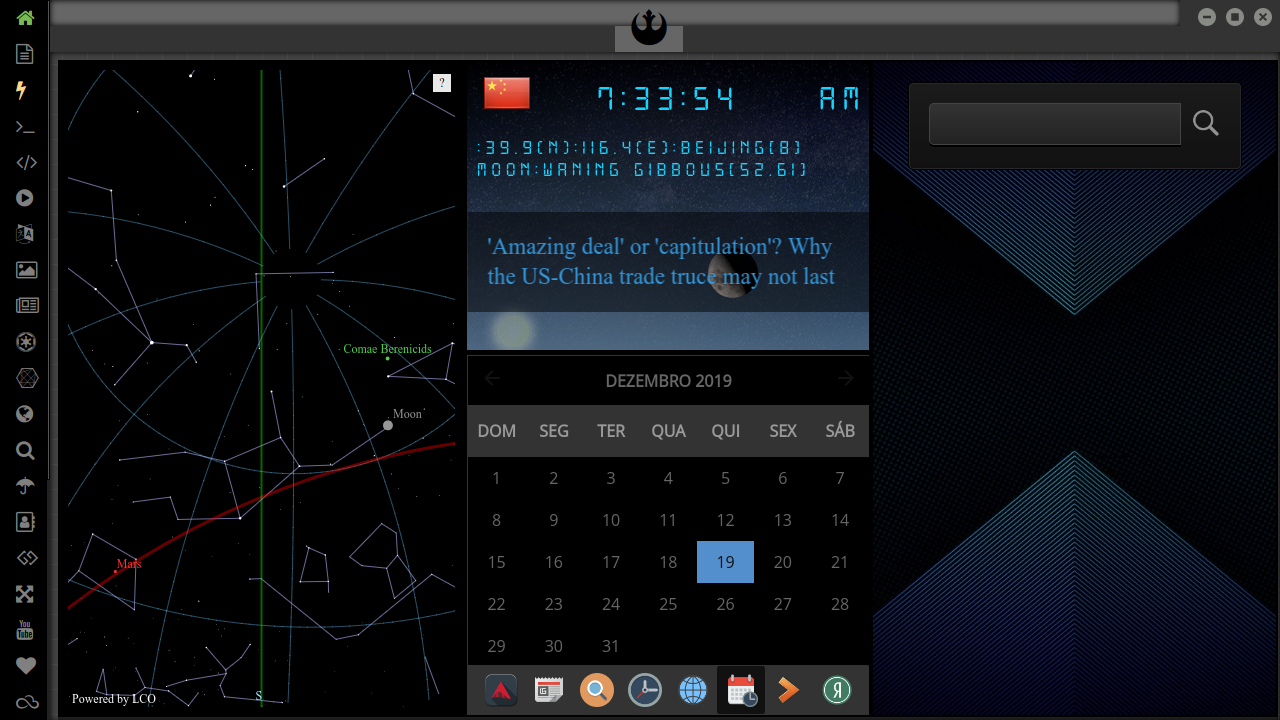 ?
Comae Berenicids
Moon
Mars
S
Powered by LCO
7:33:54 AM
:39.9(N):116.4(E):BEIJING(8)
MOON:WANING GIBBOUS(52.61)
'Amazing deal' or 'capitulation'? Why
the US-China trade truce may not last
DEZEMBRO 2019
DOM SEG TER QUA QUI SEX SÁB
1 2 3 4 5 6 7
8 9 10 11 12 13 14
15 16 17 18 19 20 21
22 23 24 25 26 27 28
29 30 31
You
Tube
Я